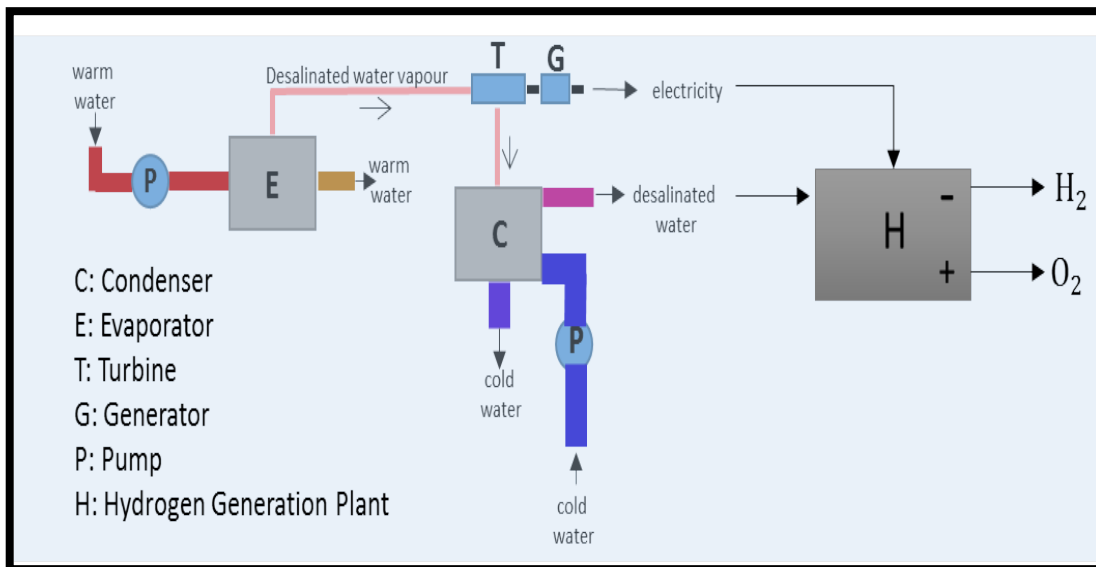 T
G
warm
water
Desalinated water vapour
electricity
P
E
warm
water
C
desalinated
water
H
-
+
H₂
O₂
P
cold
water
cold
water
C: Condenser
E: Evaporator
T: Turbine
G: Generator
P: Pump
H: Hydrogen Generation Plant